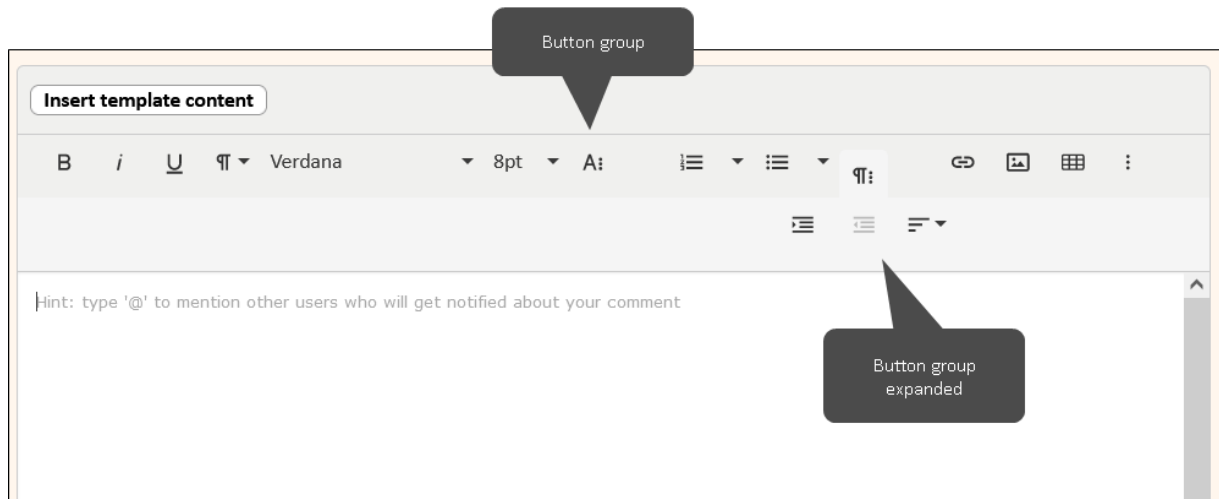 Button group
Insert template content
B i U ¶ Verdana 8pt A ¶
Hint: type '@' to mention other users who will get notified about your comment
Button group
expanded